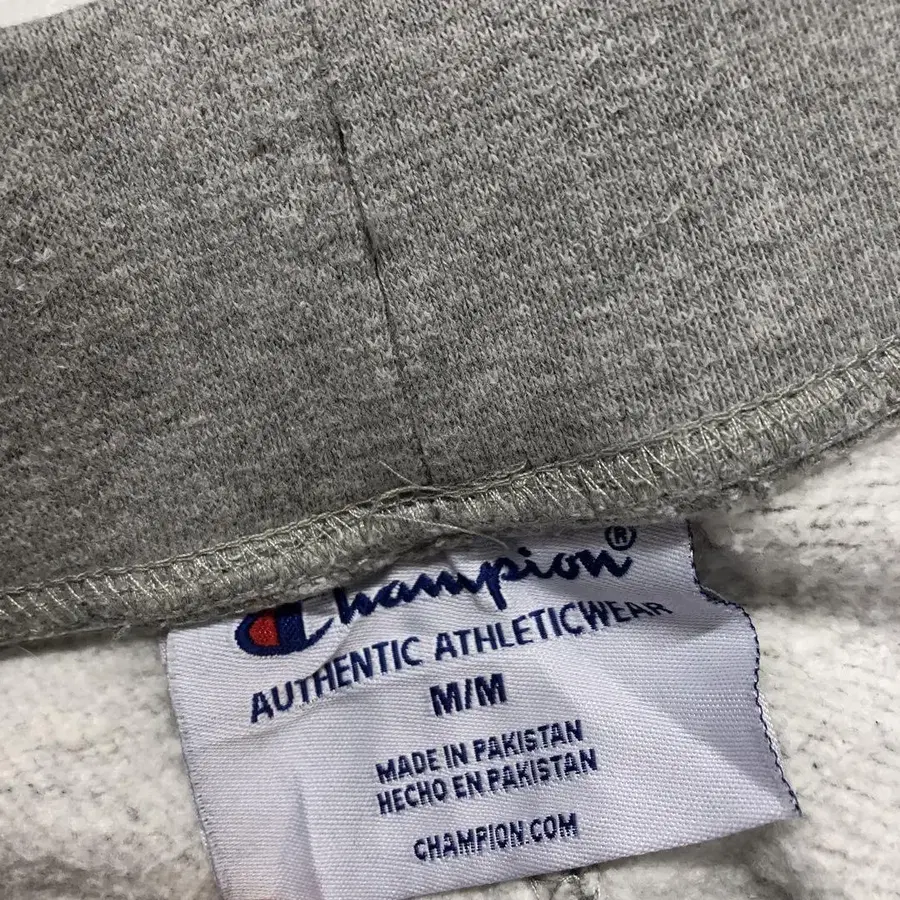 Champion®
AUTHENTIC ATHLETICWEAR
M/M
MADE IN PAKISTAN
HECHO EN PAKISTAN
CHAMPION.COM